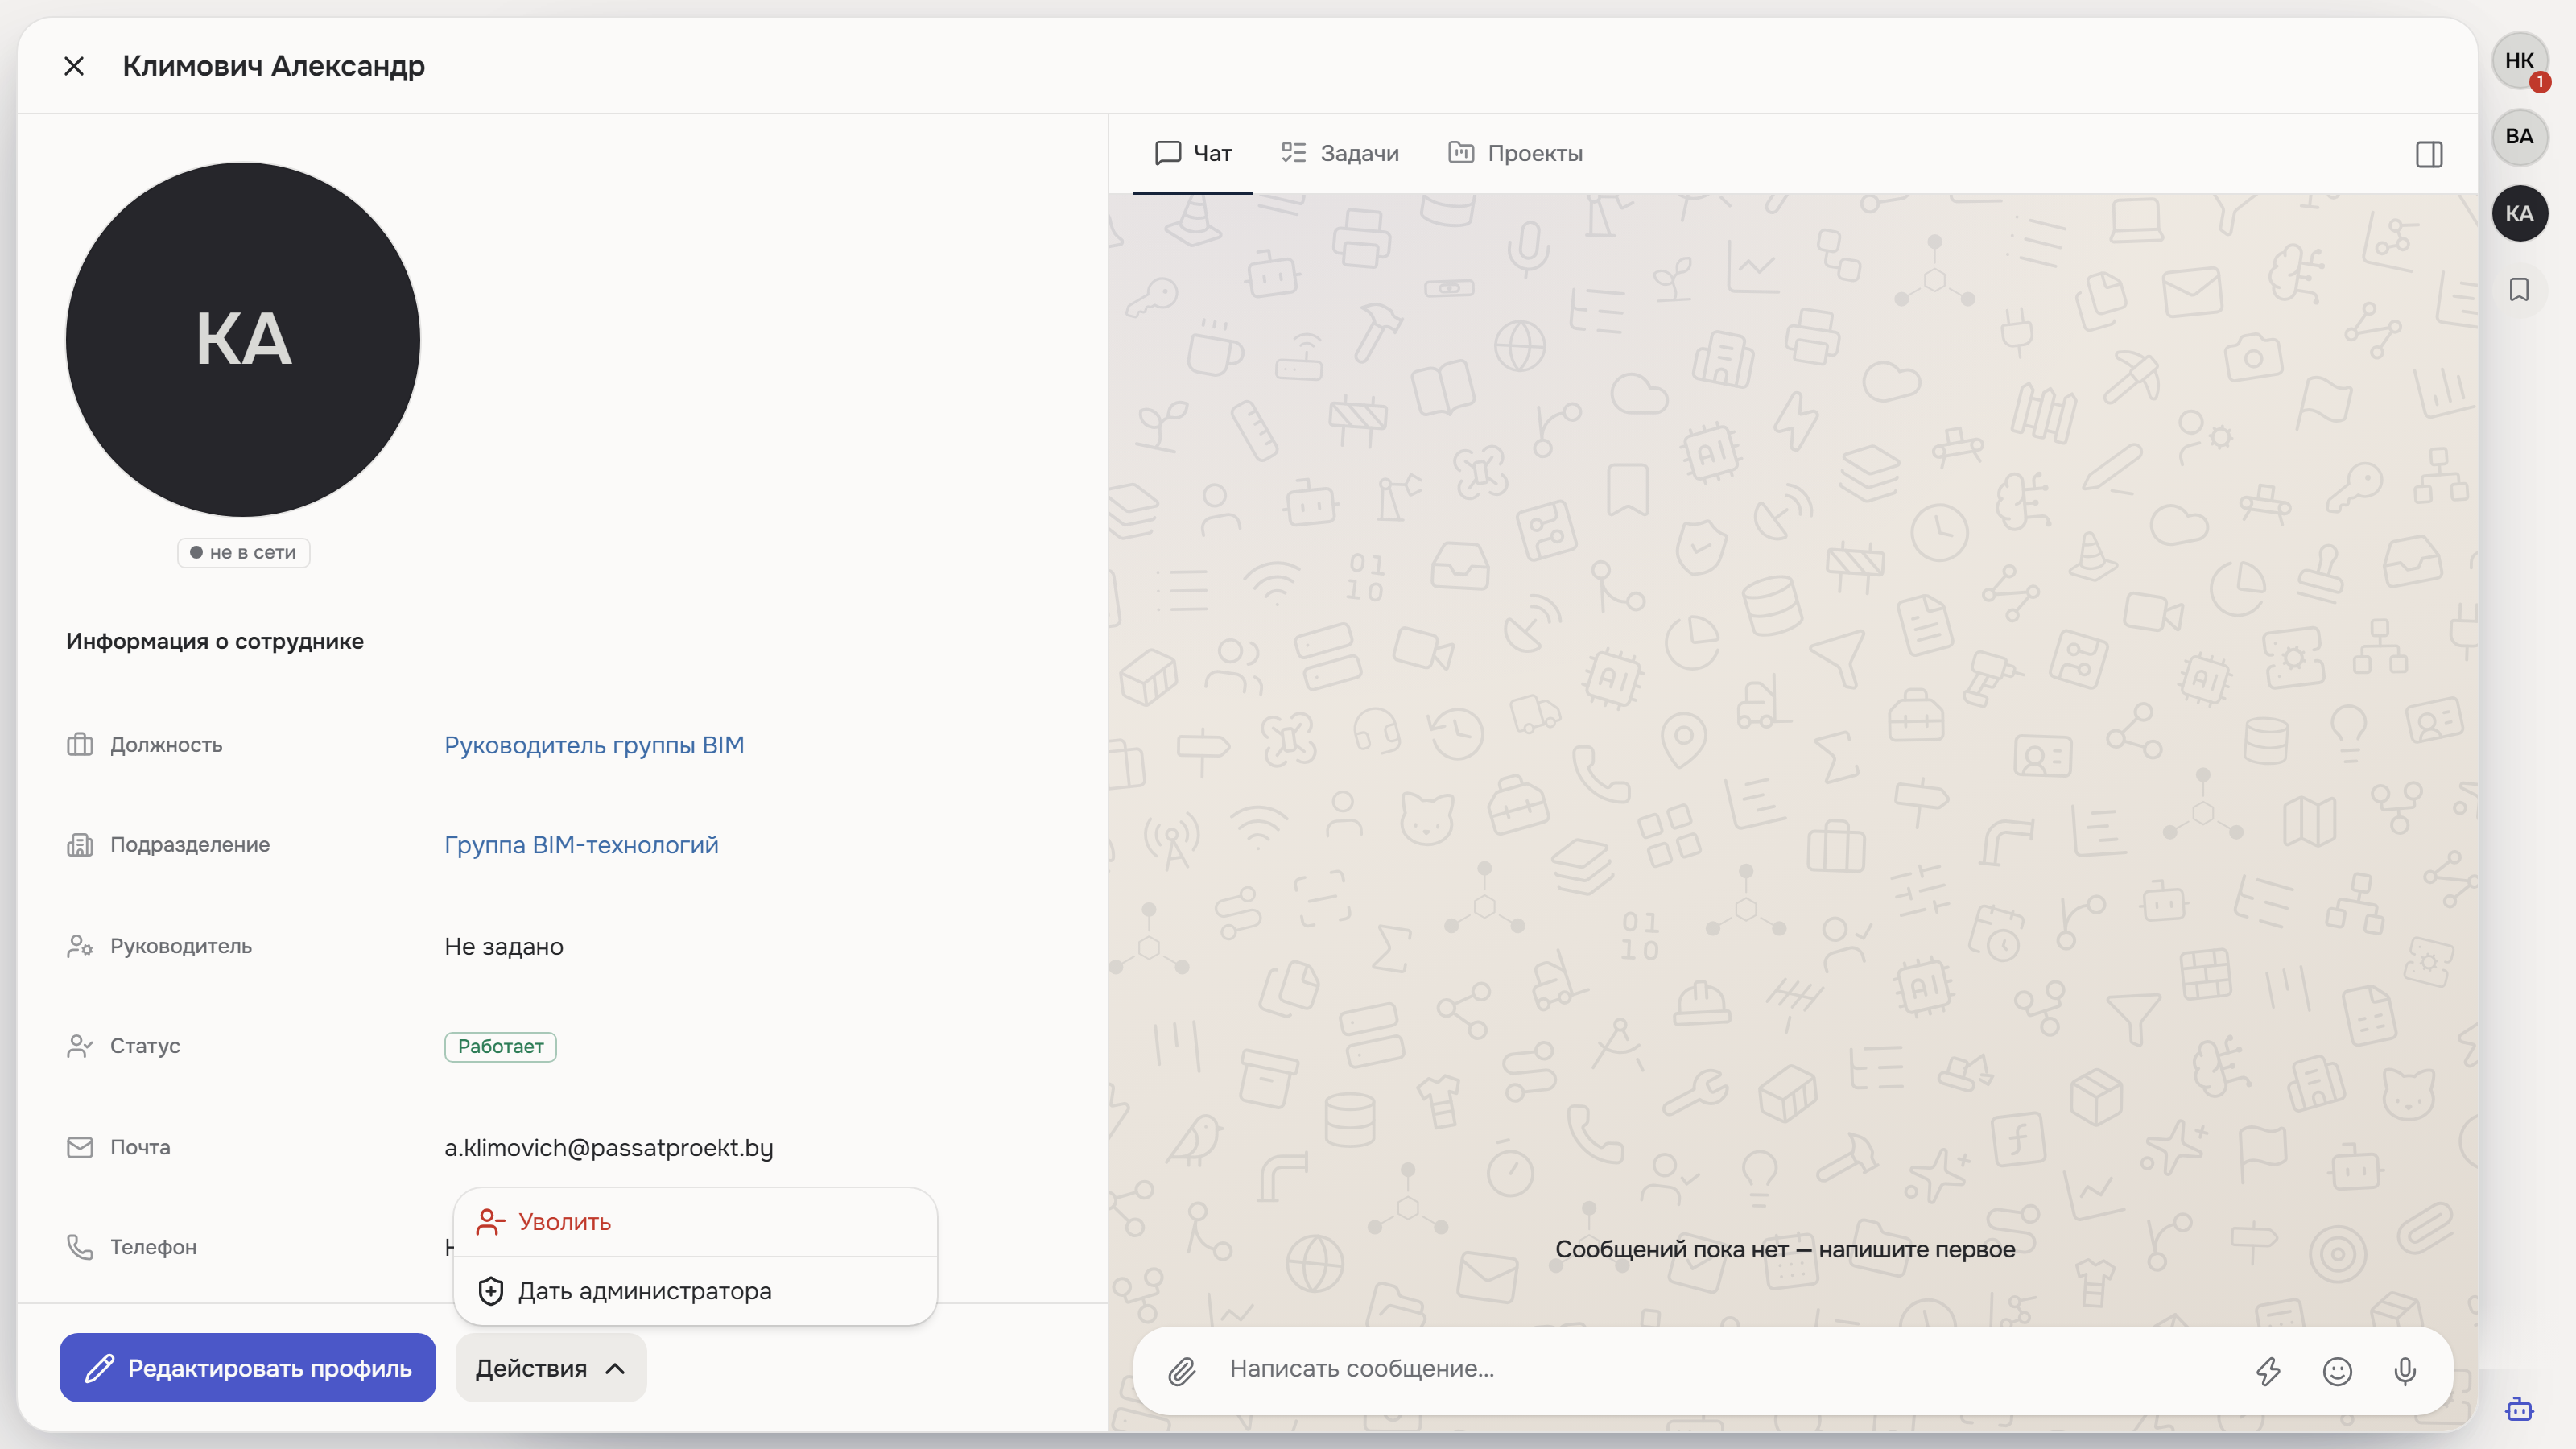 Климович Александр
НК
1
ВА
КА
Чат
Задачи
Проекты
КА
не в сети
Информация о сотруднике
Должность
Руководитель группы BIM
Подразделение
Группа BIM-технологий
Руководитель
Не задано
Статус
Работает
Почта
a.klimovich@passatproekt.by
Телефон
Уволить
Дать администратора
Редактировать профиль
Действия
Сообщений пока нет — напишите первое
Написать сообщение...